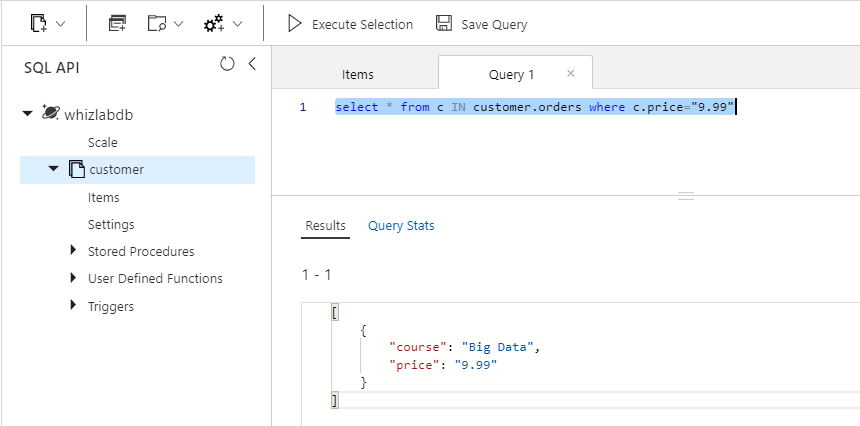 Execute Selection Save Query
SQL API
Items Query 1 ×
1 select * from c IN customer.orders where c.price="9.99"
whizlabdb
Scale
customer
Items
Settings
Stored Procedures
User Defined Functions
Triggers
Results Query Stats
1 - 1
[
{
"course": "Big Data",
"price": "9.99"
}
]